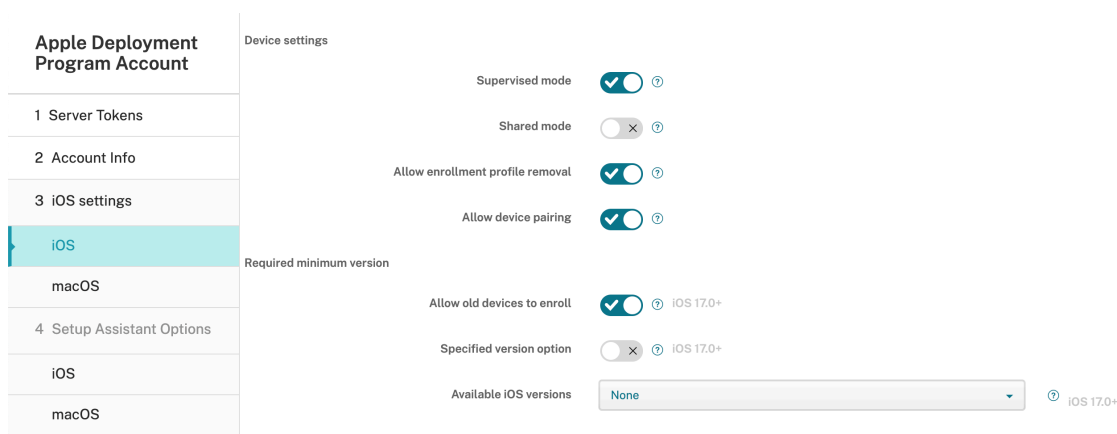 Apple Deployment
Program Account
1 Server Tokens
2 Account Info
3 iOS settings
iOS
macOS
4 Setup Assistant Options
iOS
macOS
Device settings
Supervised mode
Shared mode
Allow enrollment profile removal
Allow device pairing
Required minimum version
Allow old devices to enroll ? iOS 17.0+
Specified version option ? iOS 17.0+
Available iOS versions None ? iOS 17.0+